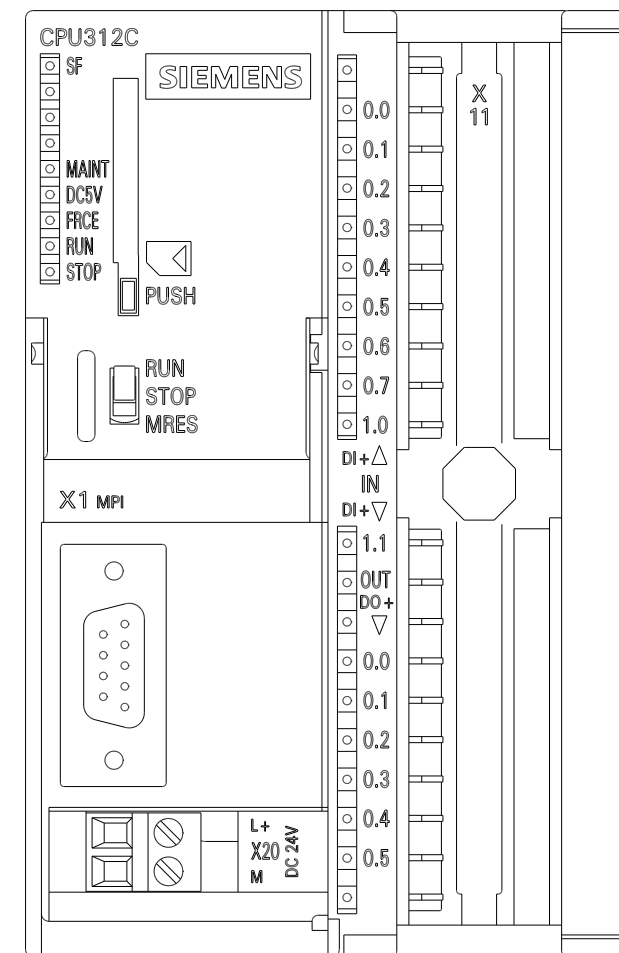 CPU312C
SF
SIEMENS
MAINT
DC5V
FRCE
RUN
STOP
PUSH
RUN
STOP
MRES
X1 MPI
L+
X20
M
DC 24V
0.0
0.1
0.2
0.3
0.4
0.5
0.6
0.7
1.0
DI+△
IN
DI+▽
1.1
OUT
DO+
▽
0.0
0.1
0.2
0.3
0.4
0.5
X
11